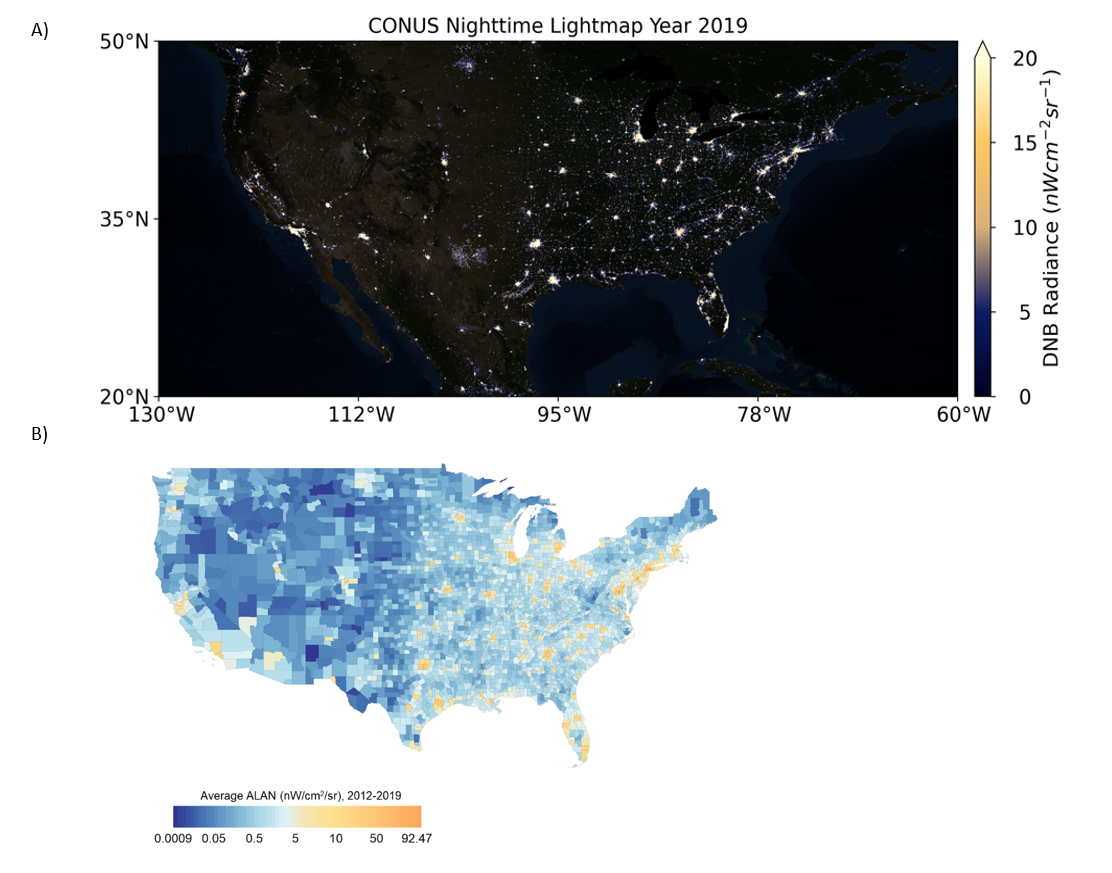 A)
CONUS Nighttime Lightmap Year 2019
50°N
35°N
20°N
130°W 112°W 95°W 78°W 60°W
20
15
10
5
0
DNB Radiance (nWcm⁻²sr⁻¹)
B)
Average ALAN (nW/cm²/sr), 2012-2019
0.0009 0.05 0.5 5 10 50 92.47